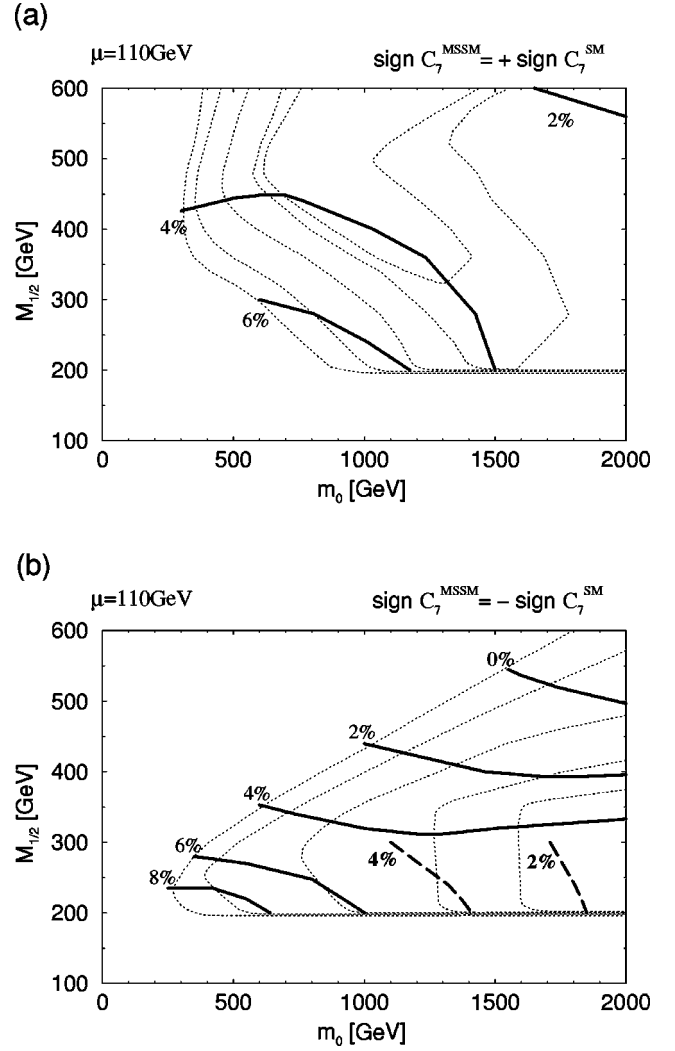 (a)
μ=110GeV
sign C₇ᴹˢˢᴹ= + sign C₇ˢᴹ
600
500
400
300
200
100
M₁/₂ [GeV]
2%
4%
6%
0 500 1000 1500 2000
m₀ [GeV]
(b)
μ=110GeV
sign C₇ᴹˢˢᴹ= − sign C₇ˢᴹ
600
500
400
300
200
100
M₁/₂ [GeV]
0%
2%
4%
6%
8%
4%
2%
0 500 1000 1500 2000
m₀ [GeV]